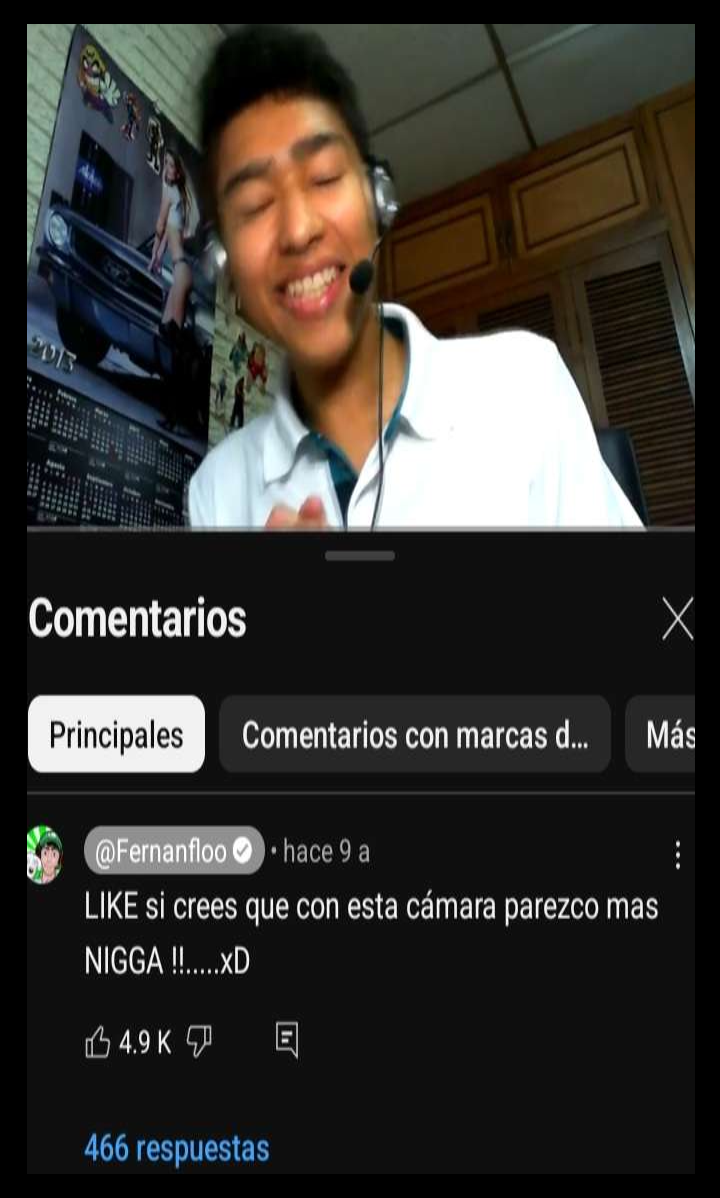 2013
Comentarios
Principales
Comentarios con marcas d...
Más
@Fernanfloo • hace 9 a
LIKE si crees que con esta cámara parezco mas
NIGGA !!.....xD
4.9 K
466 respuestas